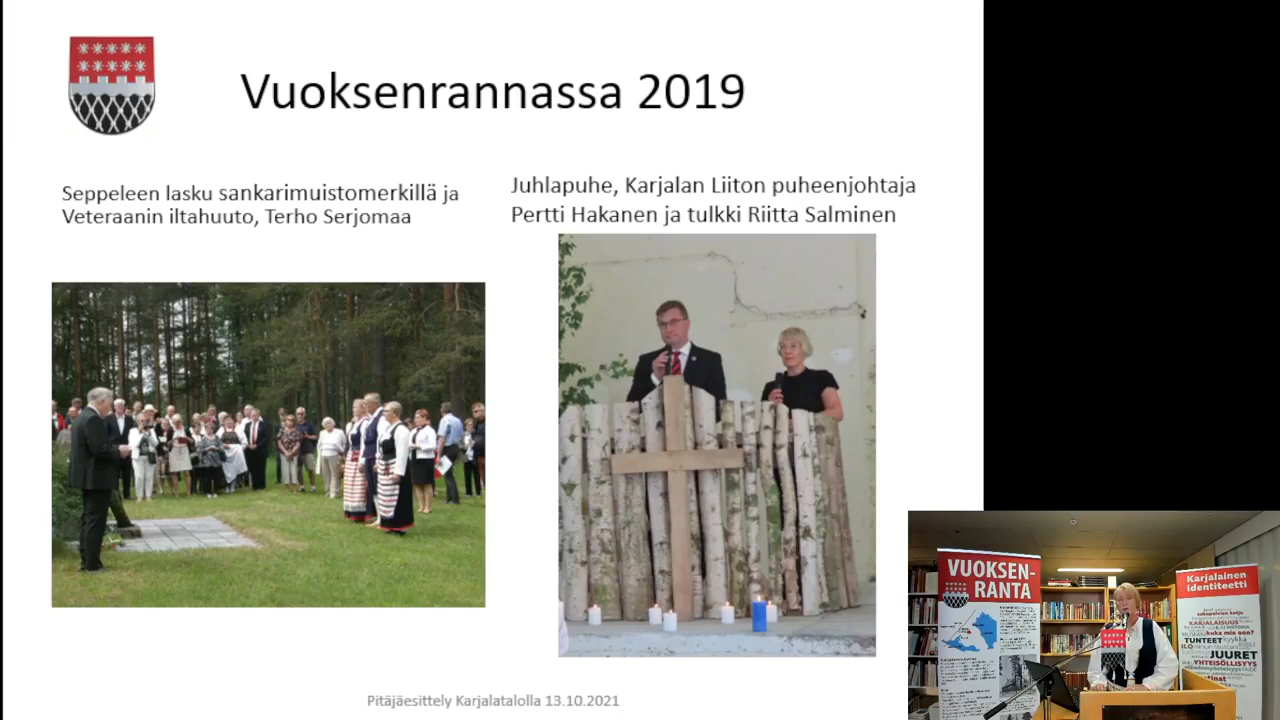 Vuoksenrannassa 2019
Seppeleen lasku sankarimuistomerkillä ja
Veteraanin iltahuuto, Terho Serjomaa
Juhlapuhe, Karjalan Liiton puheenjohtaja
Pertti Hakanen ja tulkki Riitta Salminen
Pitäjäesittely Karjalatalolla 13.10.2021
VUOKSEN-
RANTA
Karjalainen
identiteetti
KARJALAISUUS
kuka mie oon?
TUNTEET kyykkä
JUURET
YHTEISÖLLISYYS